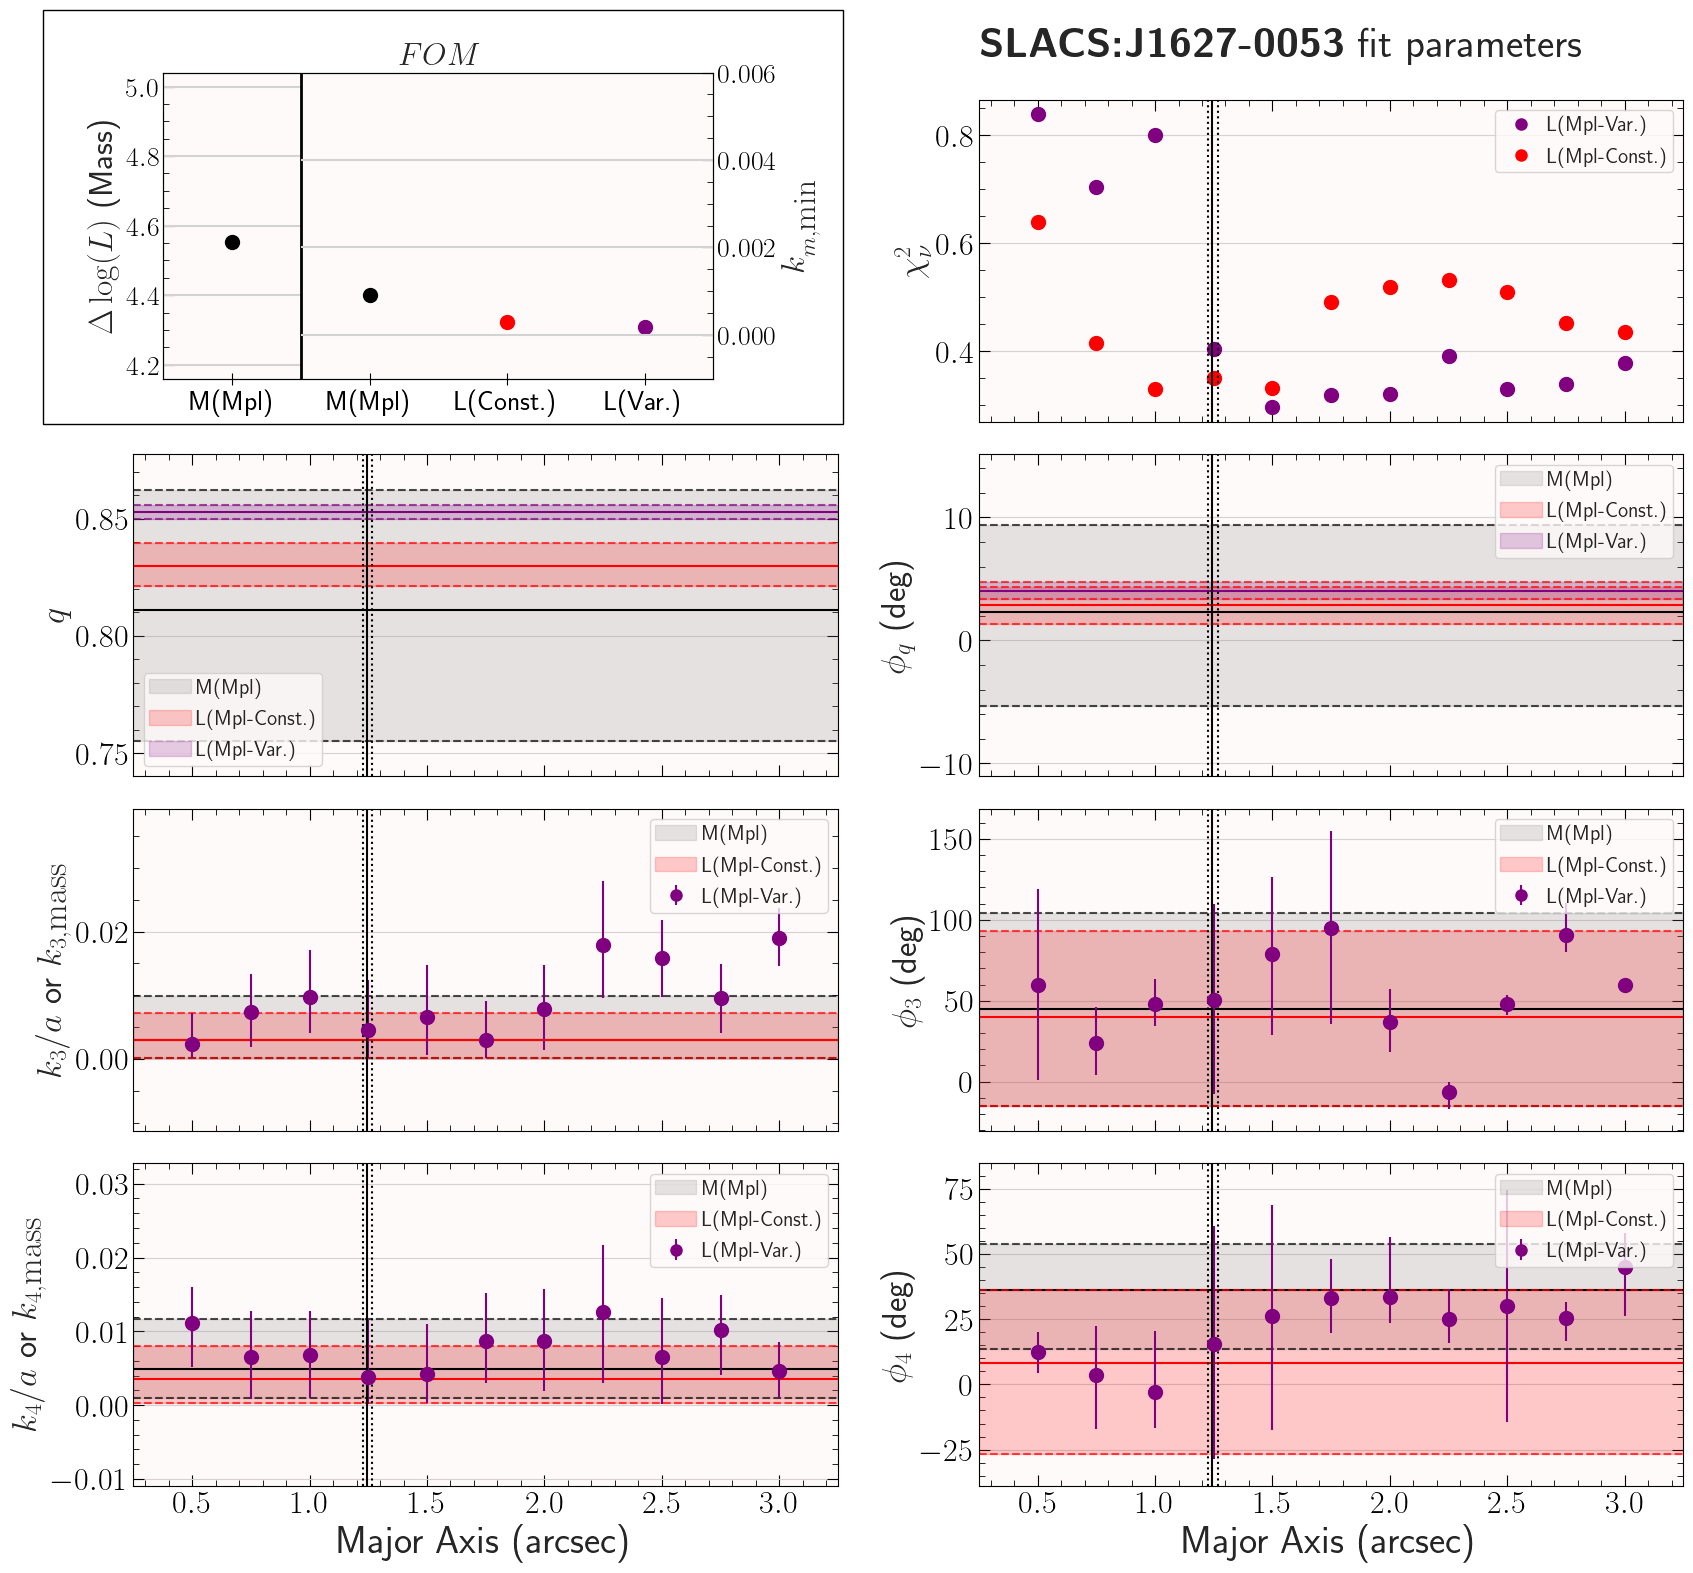 FOM
Δ log(L) (Mass)
5.0
4.8
4.6
4.4
4.2
0.006
0.004
0.002
0.000
k_{m,min}
M(Mpl) M(Mpl) L(Const.) L(Var.)
SLACS:J1627-0053 fit parameters
χ²_ν
0.8
0.6
0.4
L(Mpl-Var.)
L(Mpl-Const.)
q
0.85
0.80
0.75
M(Mpl)
L(Mpl-Const.)
L(Mpl-Var.)
ϕ_q (deg)
10
0
−10
M(Mpl)
L(Mpl-Const.)
L(Mpl-Var.)
k_3/a or k_{3,mass}
0.02
0.00
M(Mpl)
L(Mpl-Const.)
L(Mpl-Var.)
ϕ_3 (deg)
150
100
50
0
M(Mpl)
L(Mpl-Const.)
L(Mpl-Var.)
k_4/a or k_{4,mass}
0.03
0.02
0.01
0.00
−0.01
M(Mpl)
L(Mpl-Const.)
L(Mpl-Var.)
0.5 1.0 1.5 2.0 2.5 3.0
Major Axis (arcsec)
ϕ_4 (deg)
75
50
25
0
−25
M(Mpl)
L(Mpl-Const.)
L(Mpl-Var.)
0.5 1.0 1.5 2.0 2.5 3.0
Major Axis (arcsec)